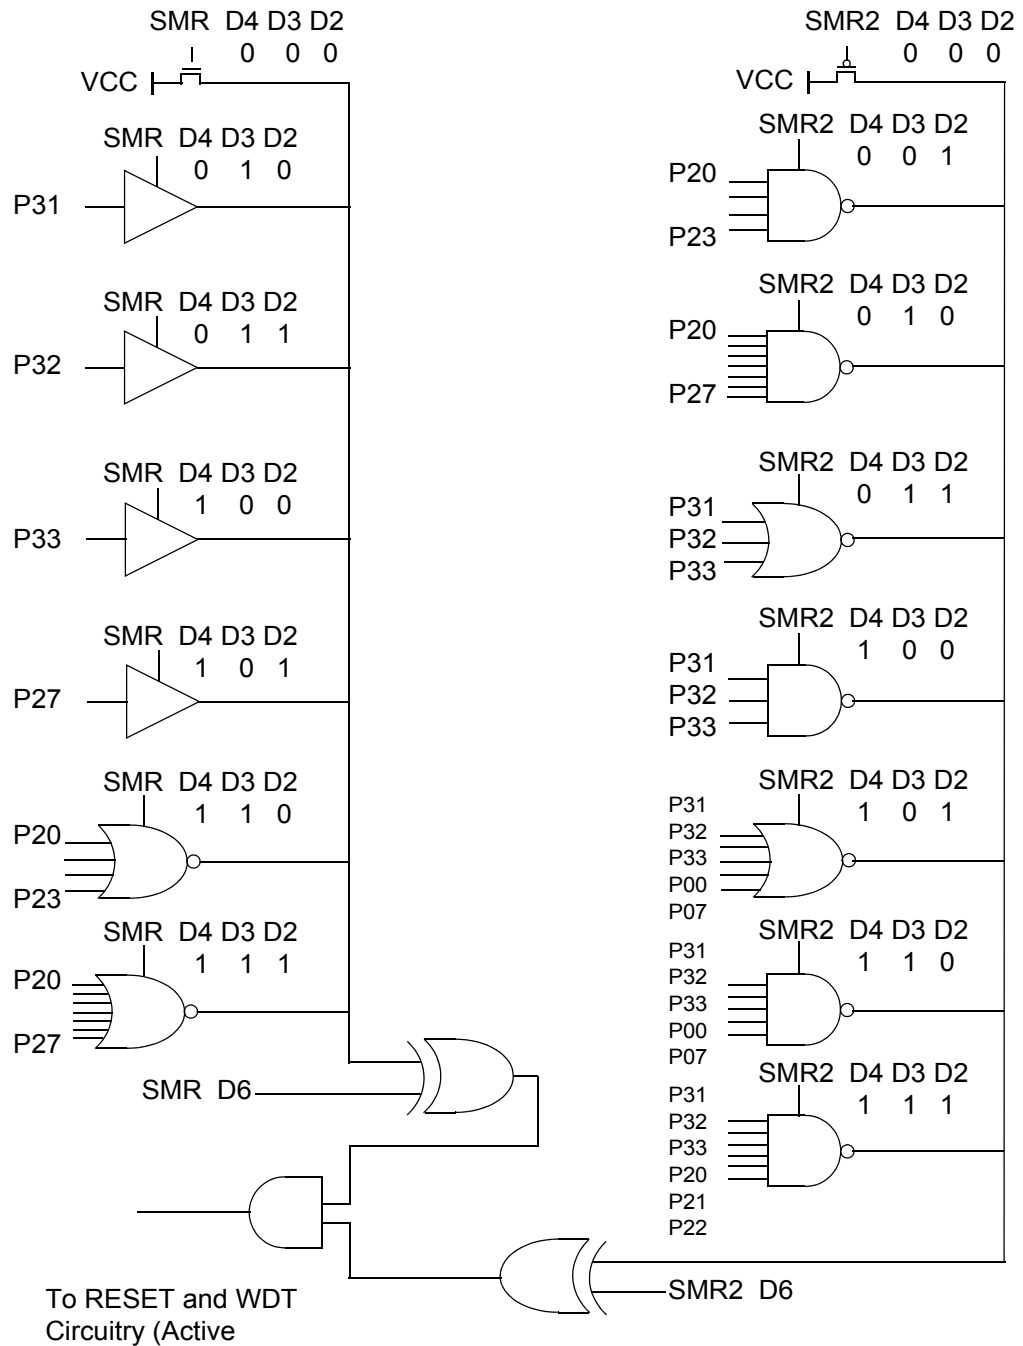 SMR D4 D3 D2
0 0 0
VCC
SMR D4 D3 D2
0 1 0
P31
SMR D4 D3 D2
0 1 1
P32
SMR D4 D3 D2
1 0 0
P33
SMR D4 D3 D2
1 0 1
P27
SMR D4 D3 D2
1 1 0
P20
P23
SMR D4 D3 D2
1 1 1
P20
P27
SMR D6
To RESET and WDT
Circuitry (Active
SMR2 D4 D3 D2
0 0 0
VCC
SMR2 D4 D3 D2
0 0 1
P20
P23
SMR2 D4 D3 D2
0 1 0
P20
P27
SMR2 D4 D3 D2
0 1 1
P31
P32
P33
SMR2 D4 D3 D2
1 0 0
P31
P32
P33
SMR2 D4 D3 D2
1 0 1
P31
P32
P33
P00
P07
SMR2 D4 D3 D2
1 1 0
P31
P32
P33
P00
P07
SMR2 D4 D3 D2
1 1 1
P31
P32
P33
P20
P21
P22
SMR2 D6